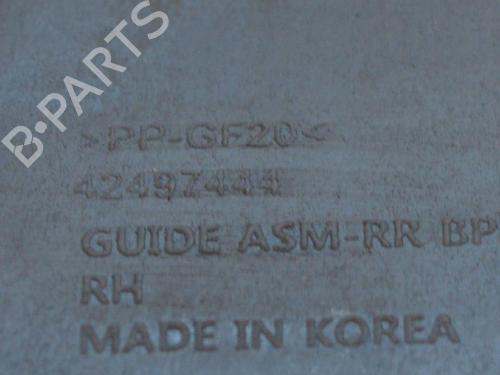 B·PARTS
>PP-GF20<
42497444
GUIDE ASM-RR BP
RH
MADE IN KOREA